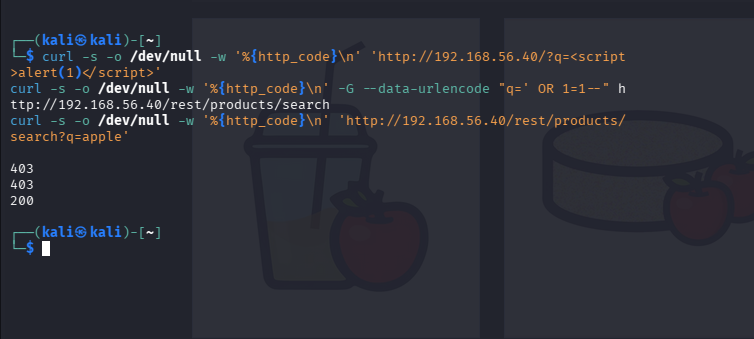 ┌──(kali㉿kali)-[~]
└─$ curl -s -o /dev/null -w '%{http_code}\n' 'http://192.168.56.40/?q=<script
>alert(1)</script>'
curl -s -o /dev/null -w '%{http_code}\n' -G --data-urlencode "q=' OR 1=1--" h
ttp://192.168.56.40/rest/products/search
curl -s -o /dev/null -w '%{http_code}\n' 'http://192.168.56.40/rest/products/
search?q=apple'
403
403
200
┌──(kali㉿kali)-[~]
└─$